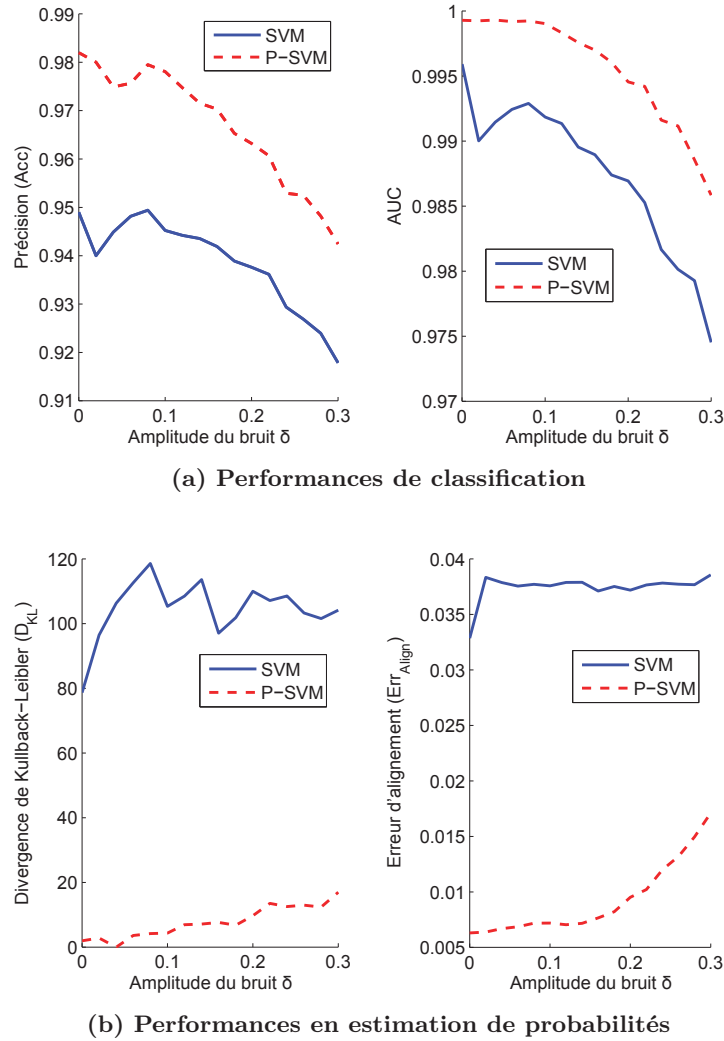 0.99
0.98
0.97
0.96
0.95
0.94
0.93
0.92
0.91
Précision (Acc)
SVM
P-SVM
0 0.1 0.2 0.3
Amplitude du bruit δ
1
0.995
0.99
0.985
0.98
0.975
0.97
AUC
SVM
P-SVM
0 0.1 0.2 0.3
Amplitude du bruit δ
(a) Performances de classification
120
100
80
60
40
20
0
Divergence de Kullback-Leibler (D_KL)
SVM
P-SVM
0 0.1 0.2 0.3
Amplitude du bruit δ
0.04
0.035
0.03
0.025
0.02
0.015
0.01
0.005
Erreur d'alignement (Err_Align)
SVM
P-SVM
0 0.1 0.2 0.3
Amplitude du bruit δ
(b) Performances en estimation de probabilités